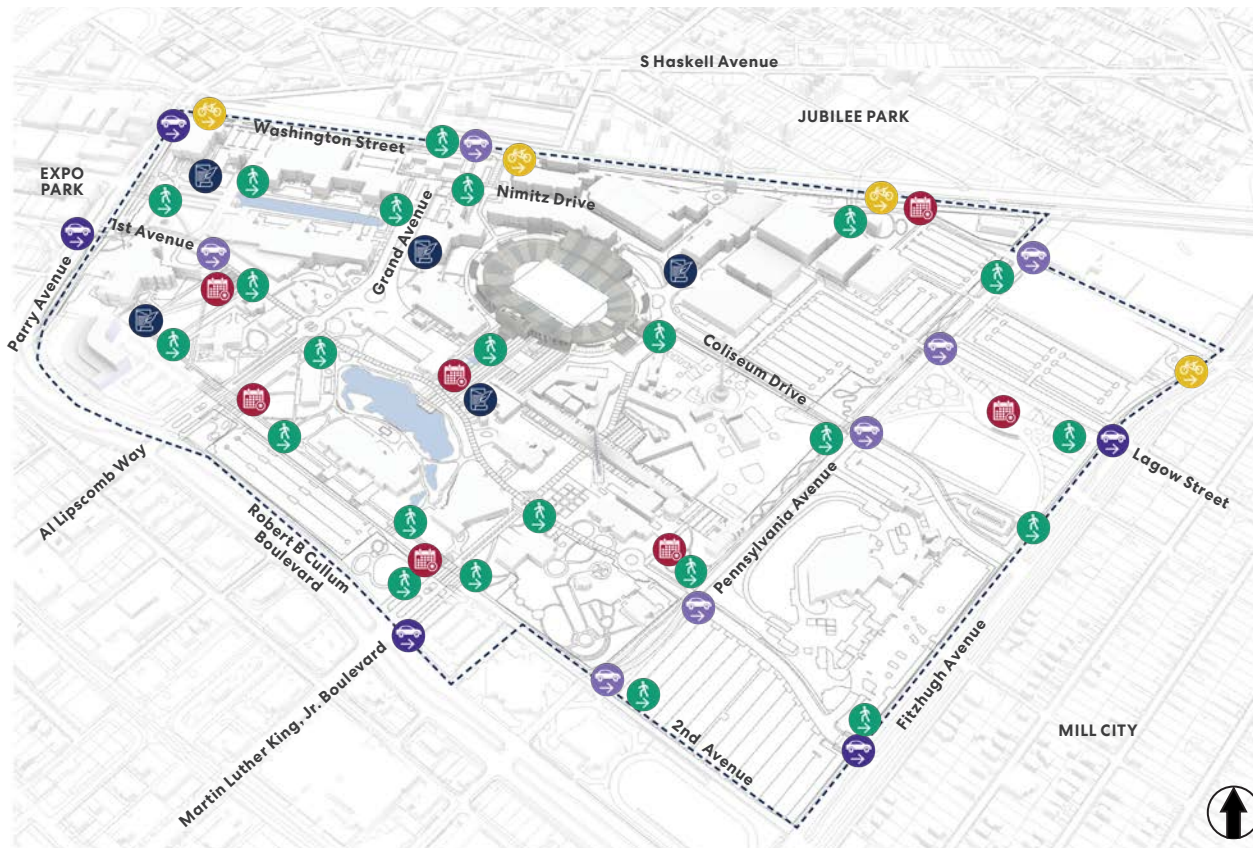 S Haskell Avenue
JUBILEE PARK
Washington Street
EXPO
PARK
Nimitz Drive
1st Avenue
Grand Avenue
Parry Avenue
Coliseum Drive
Lagow Street
Al Lipscomb Way
Pennsylvania Avenue
Robert B Cullum
Boulevard
Fitzhugh Avenue
Martin Luther King, Jr. Boulevard
2nd Avenue
MILL CITY